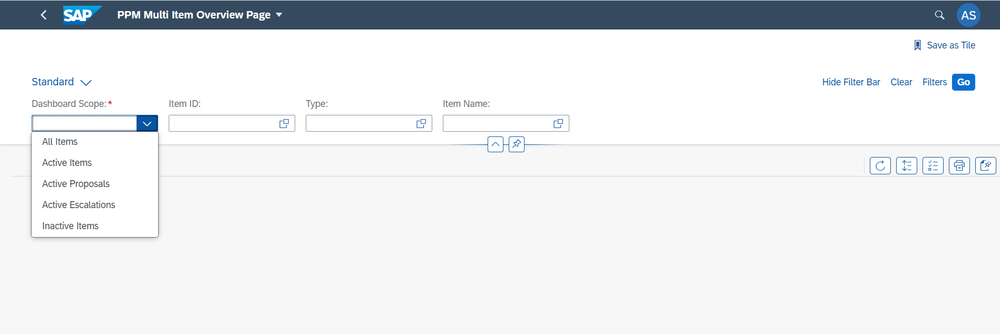 SAP PPM Multi Item Overview Page AS
Save as Tile
Standard Hide Filter Bar Clear Filters Go
Dashboard Scope:* Item ID: Type: Item Name:
All Items
Active Items
Active Proposals
Active Escalations
Inactive Items